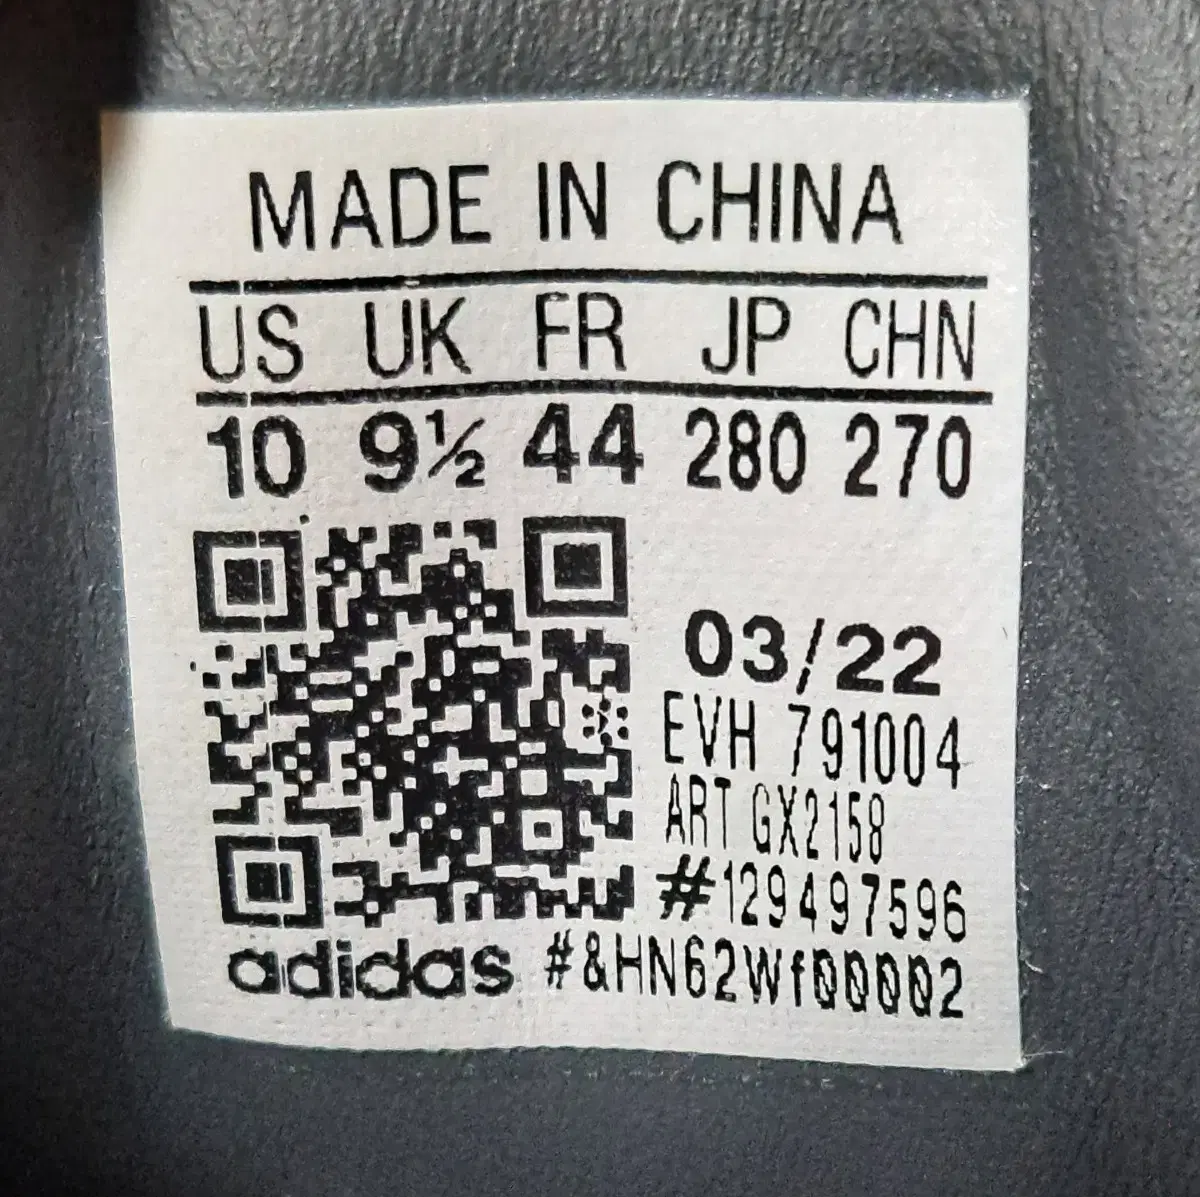 MADE IN CHINA
US UK FR JP CHN
10 9½ 44 280 270
03/22
EVH 791004
ART GX2158
#129497596
adidas #&HN62Wf00002